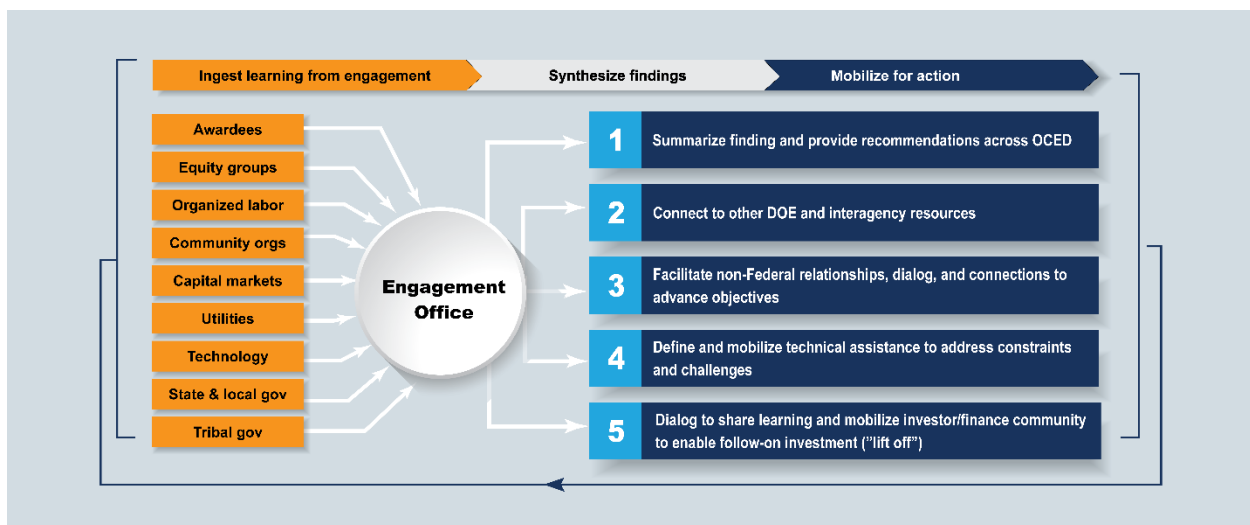 Ingest learning from engagement
Synthesize findings
Mobilize for action
Awardees
Equity groups
Organized labor
Community orgs
Capital markets
Utilities
Technology
State & local gov
Tribal gov
Engagement
Office
1
Summarize finding and provide recommendations across OCED
2
Connect to other DOE and interagency resources
3
Facilitate non-Federal relationships, dialog, and connections to
advance objectives
4
Define and mobilize technical assistance to address constraints
and challenges
5
Dialog to share learning and mobilize investor/finance community
to enable follow-on investment ("lift off")